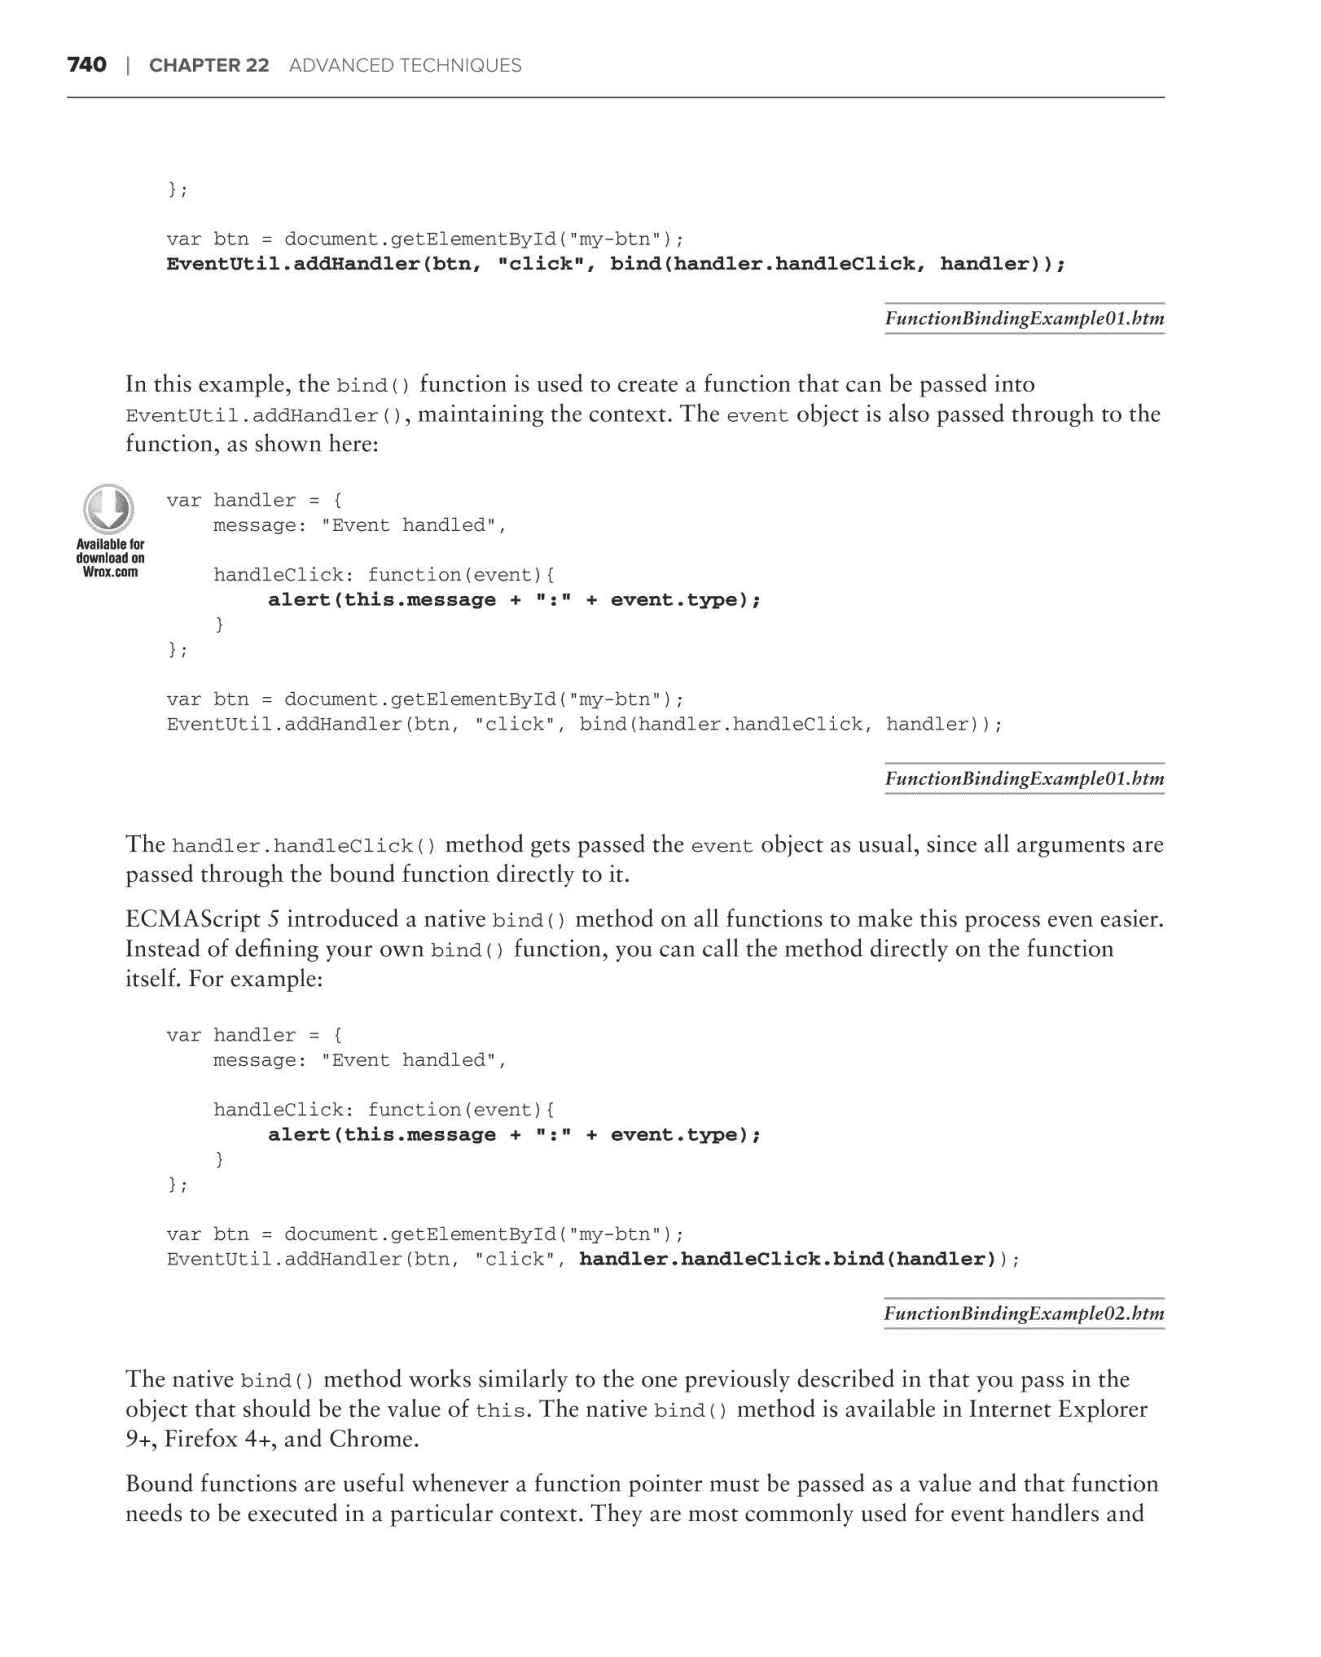 740 | CHAPTER 22 ADVANCED TECHNIQUES
};
var btn = document.getElementById("my-btn");
EventUtil.addHandler(btn, "click", bind(handler.handleClick, handler));
FunctionBindingExample01.htm
In this example, the bind() function is used to create a function that can be passed into
EventUtil.addHandler(), maintaining the context. The event object is also passed through to the
function, as shown here:
Available for
download on
Wrox.com
var handler = {
    message: "Event handled",
    handleClick: function(event){
        alert(this.message + ":" + event.type);
    }
};
var btn = document.getElementById("my-btn");
EventUtil.addHandler(btn, "click", bind(handler.handleClick, handler));
FunctionBindingExample01.htm
The handler.handleClick() method gets passed the event object as usual, since all arguments are
passed through the bound function directly to it.
ECMAScript 5 introduced a native bind() method on all functions to make this process even easier.
Instead of defining your own bind() function, you can call the method directly on the function
itself. For example:
var handler = {
    message: "Event handled",
    handleClick: function(event){
        alert(this.message + ":" + event.type);
    }
};
var btn = document.getElementById("my-btn");
EventUtil.addHandler(btn, "click", handler.handleClick.bind(handler));
FunctionBindingExample02.htm
The native bind() method works similarly to the one previously described in that you pass in the
object that should be the value of this. The native bind() method is available in Internet Explorer
9+, Firefox 4+, and Chrome.
Bound functions are useful whenever a function pointer must be passed as a value and that function
needs to be executed in a particular context. They are most commonly used for event handlers and